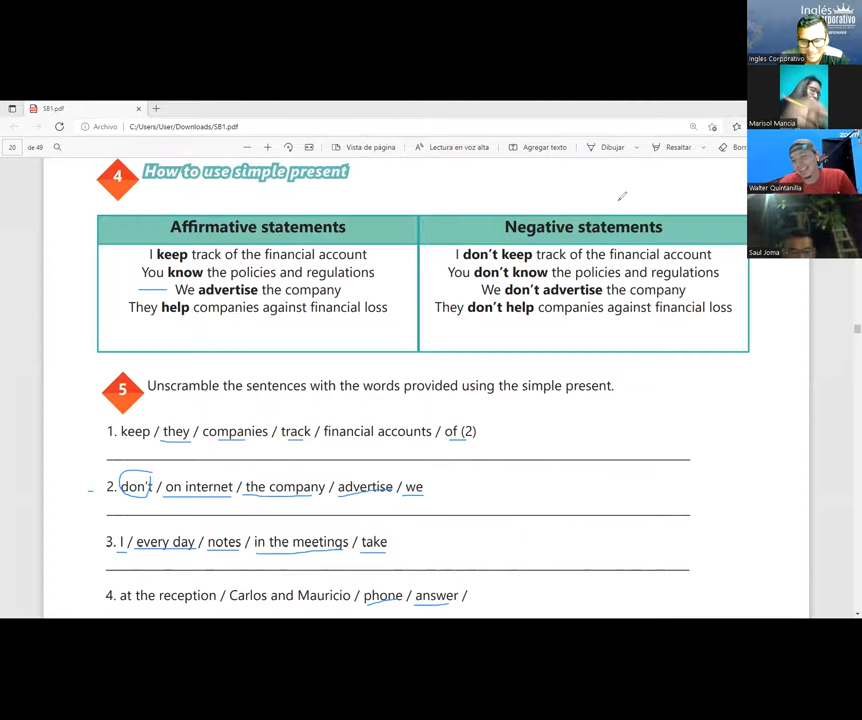 Inglés
Corporativo
BEGINNER
Ingles Corporativo
Marisol Mancia
zoom
Walter Quintanilla
Saul Joma
SB1.pdf
Archivo C:/Users/User/Downloads/SB1.pdf
20 de 49 Vista de página Lectura en voz alta Agregar texto Dibujar Resaltar Bor
4 How to use simple present
Affirmative statements Negative statements
I keep track of the financial account I don't keep track of the financial account
You know the policies and regulations You don't know the policies and regulations
We advertise the company We don't advertise the company
They help companies against financial loss They don't help companies against financial loss
5 Unscramble the sentences with the words provided using the simple present.
1. keep / they / companies / track / financial accounts / of (2)
2. don't / on internet / the company / advertise / we
3. I / every day / notes / in the meetings / take
4. at the reception / Carlos and Mauricio / phone / answer /